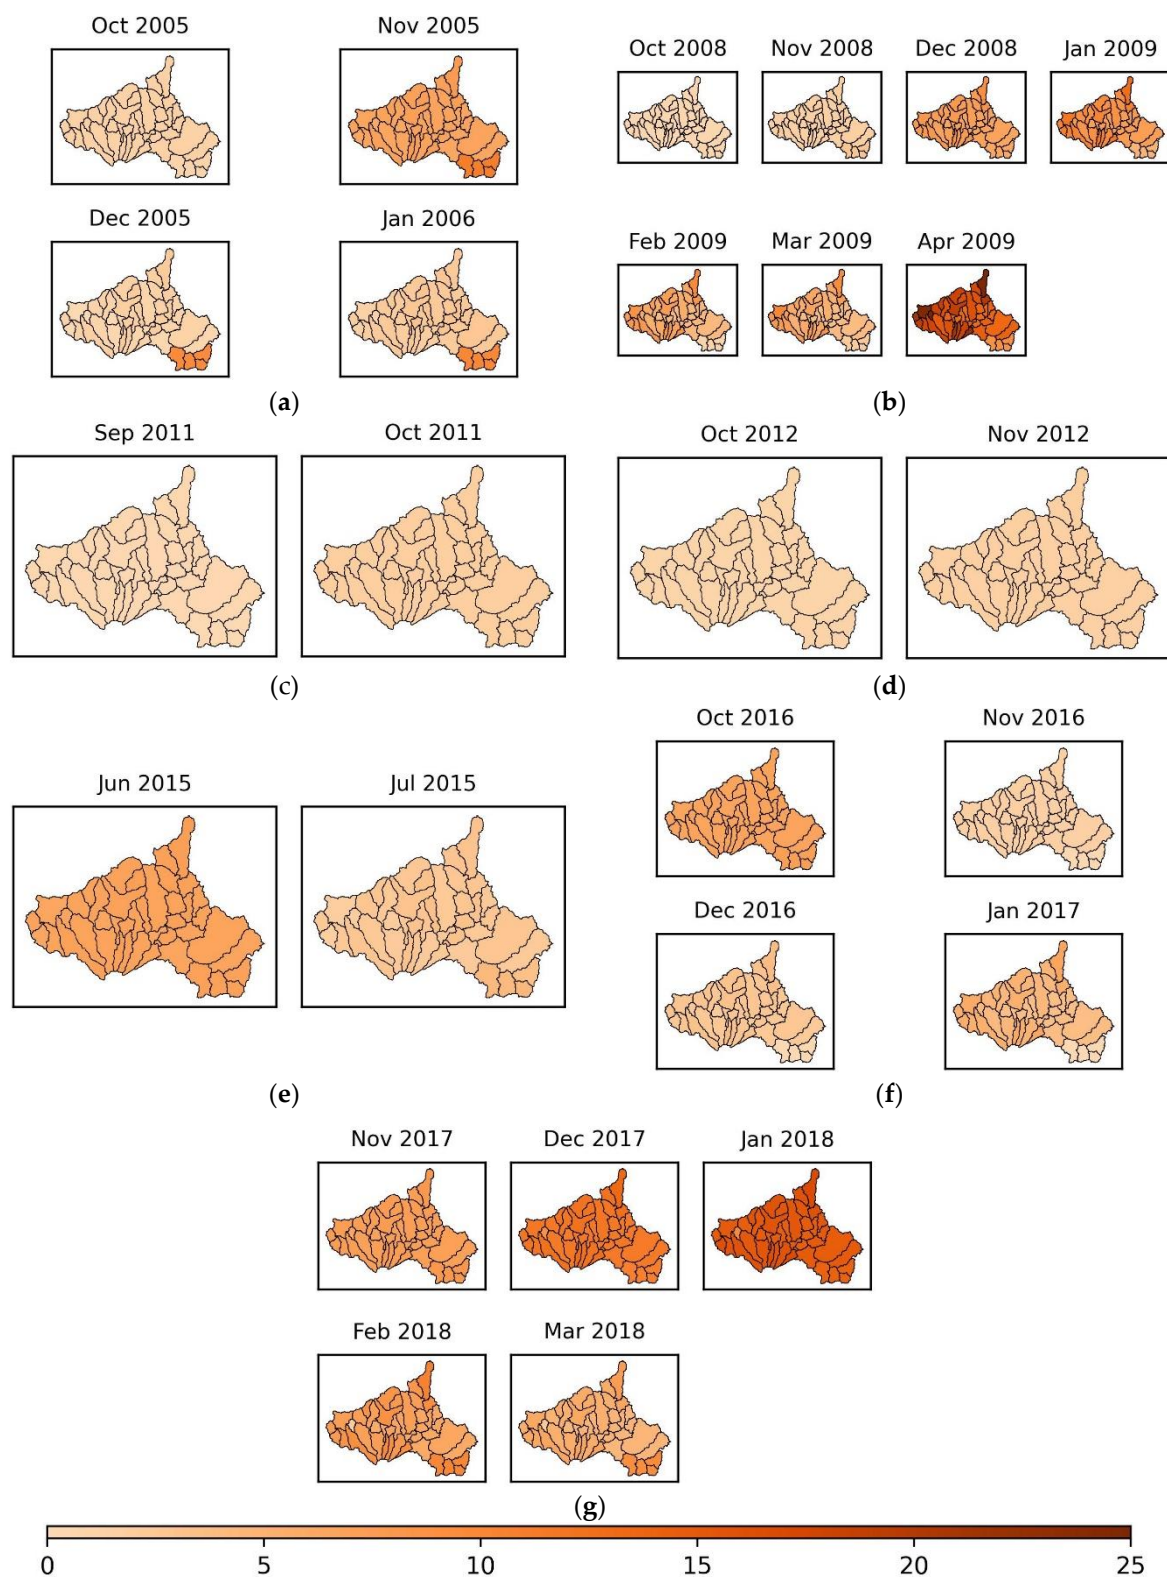 Oct 2005
Nov 2005
Dec 2005
Jan 2006
(a)
Oct 2008
Nov 2008
Dec 2008
Jan 2009
Feb 2009
Mar 2009
Apr 2009
(b)
Sep 2011
Oct 2011
(c)
Oct 2012
Nov 2012
(d)
Jun 2015
Jul 2015
(e)
Oct 2016
Nov 2016
Dec 2016
Jan 2017
(f)
Nov 2017
Dec 2017
Jan 2018
Feb 2018
Mar 2018
(g)
0 5 10 15 20 25